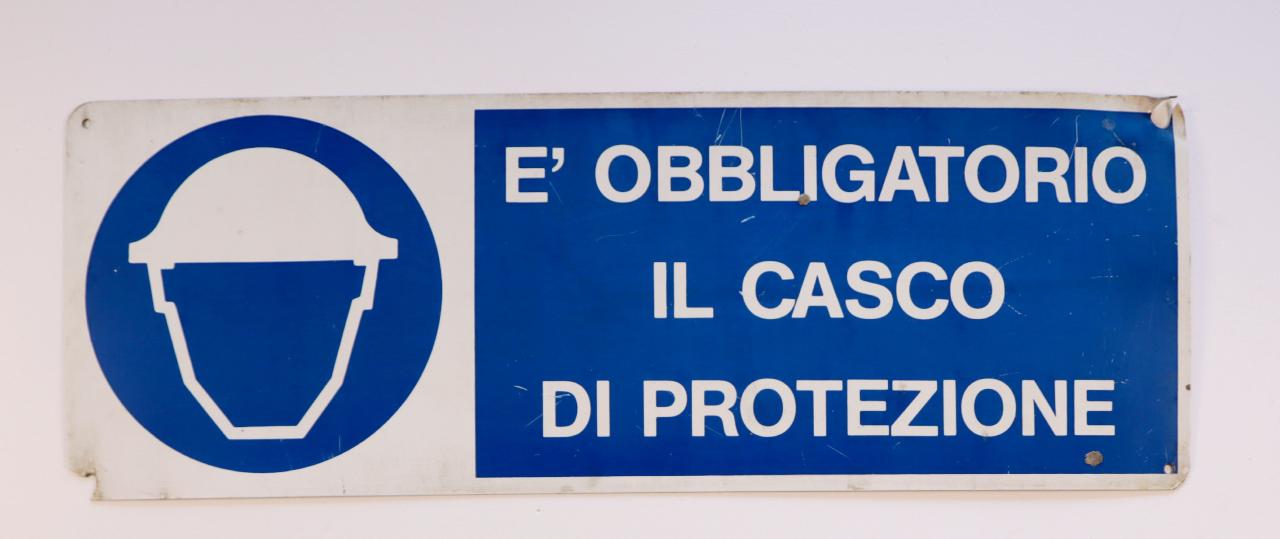 E' OBBLIGATORIO
IL CASCO
DI PROTEZIONE